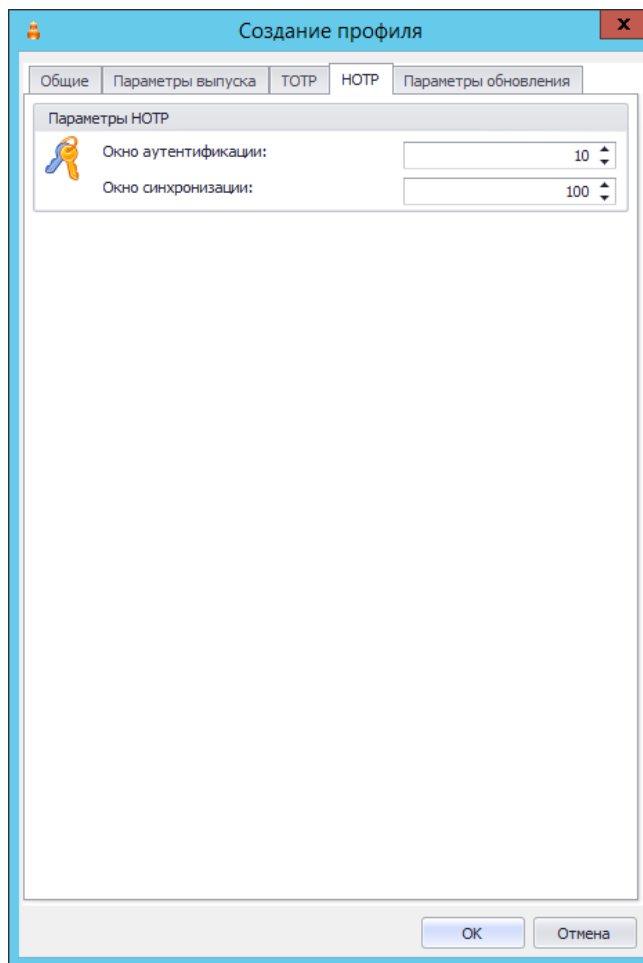 Создание профиля
x
Общие Параметры выпуска TOTP HOTP Параметры обновления
Параметры HOTP
Окно аутентификации: 10
Окно синхронизации: 100
OK Отмена